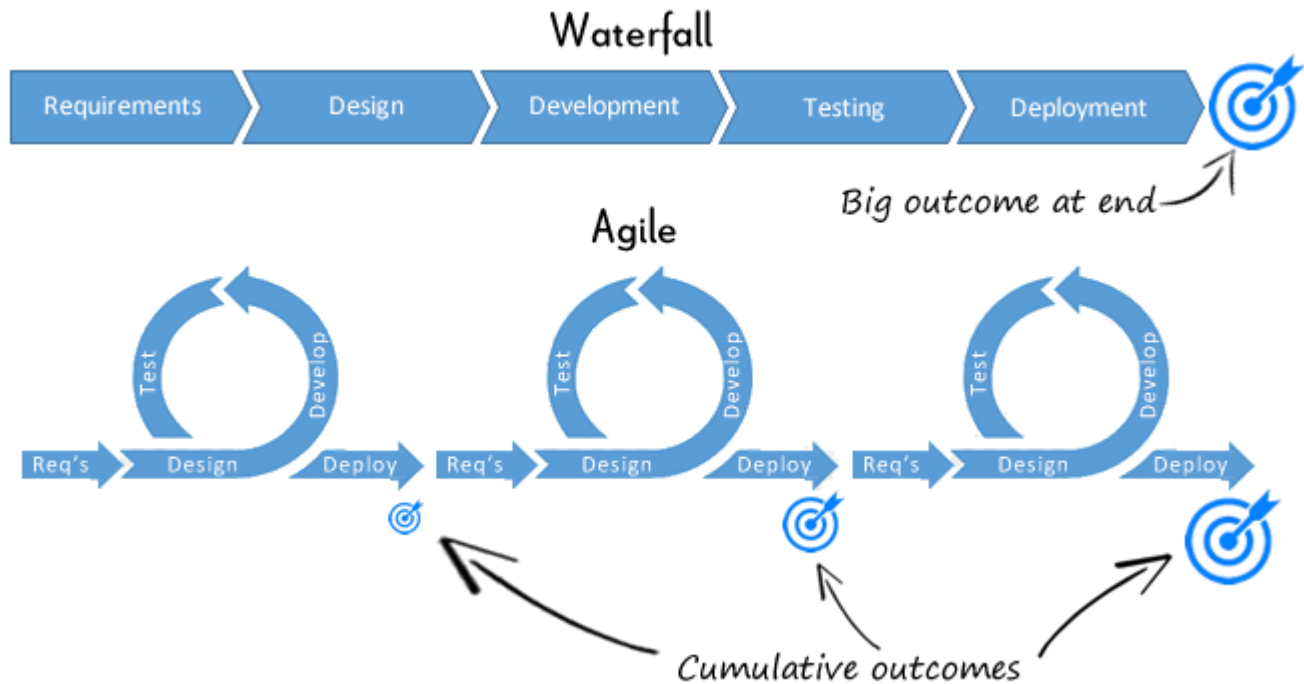 Waterfall
Requirements Design Development Testing Deployment
Big outcome at end
Agile
Test Develop Test Develop Test Develop
Req's Design Deploy Req's Design Deploy Req's Design Deploy
Cumulative outcomes